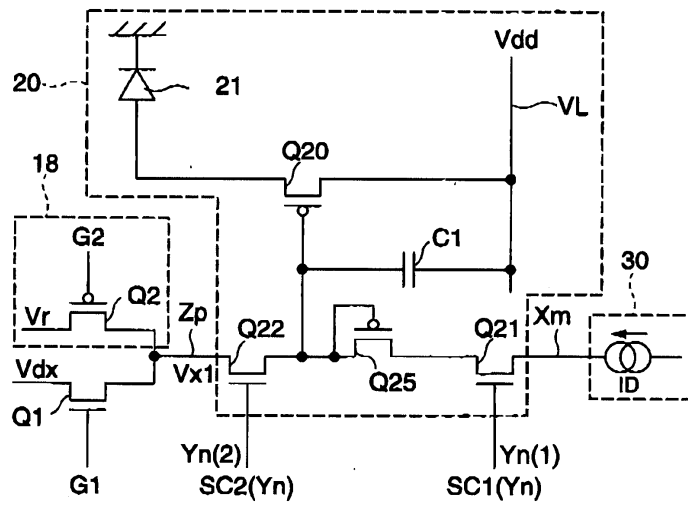 Vdd
20
21
VL
Q20
18
C1
G2
30
Vr
Q2
Zp
Q22
Q21
Xm
Vdx
Vx1
Q25
ID
Q1
Yn(2)
Yn(1)
G1
SC2(Yn)
SC1(Yn)